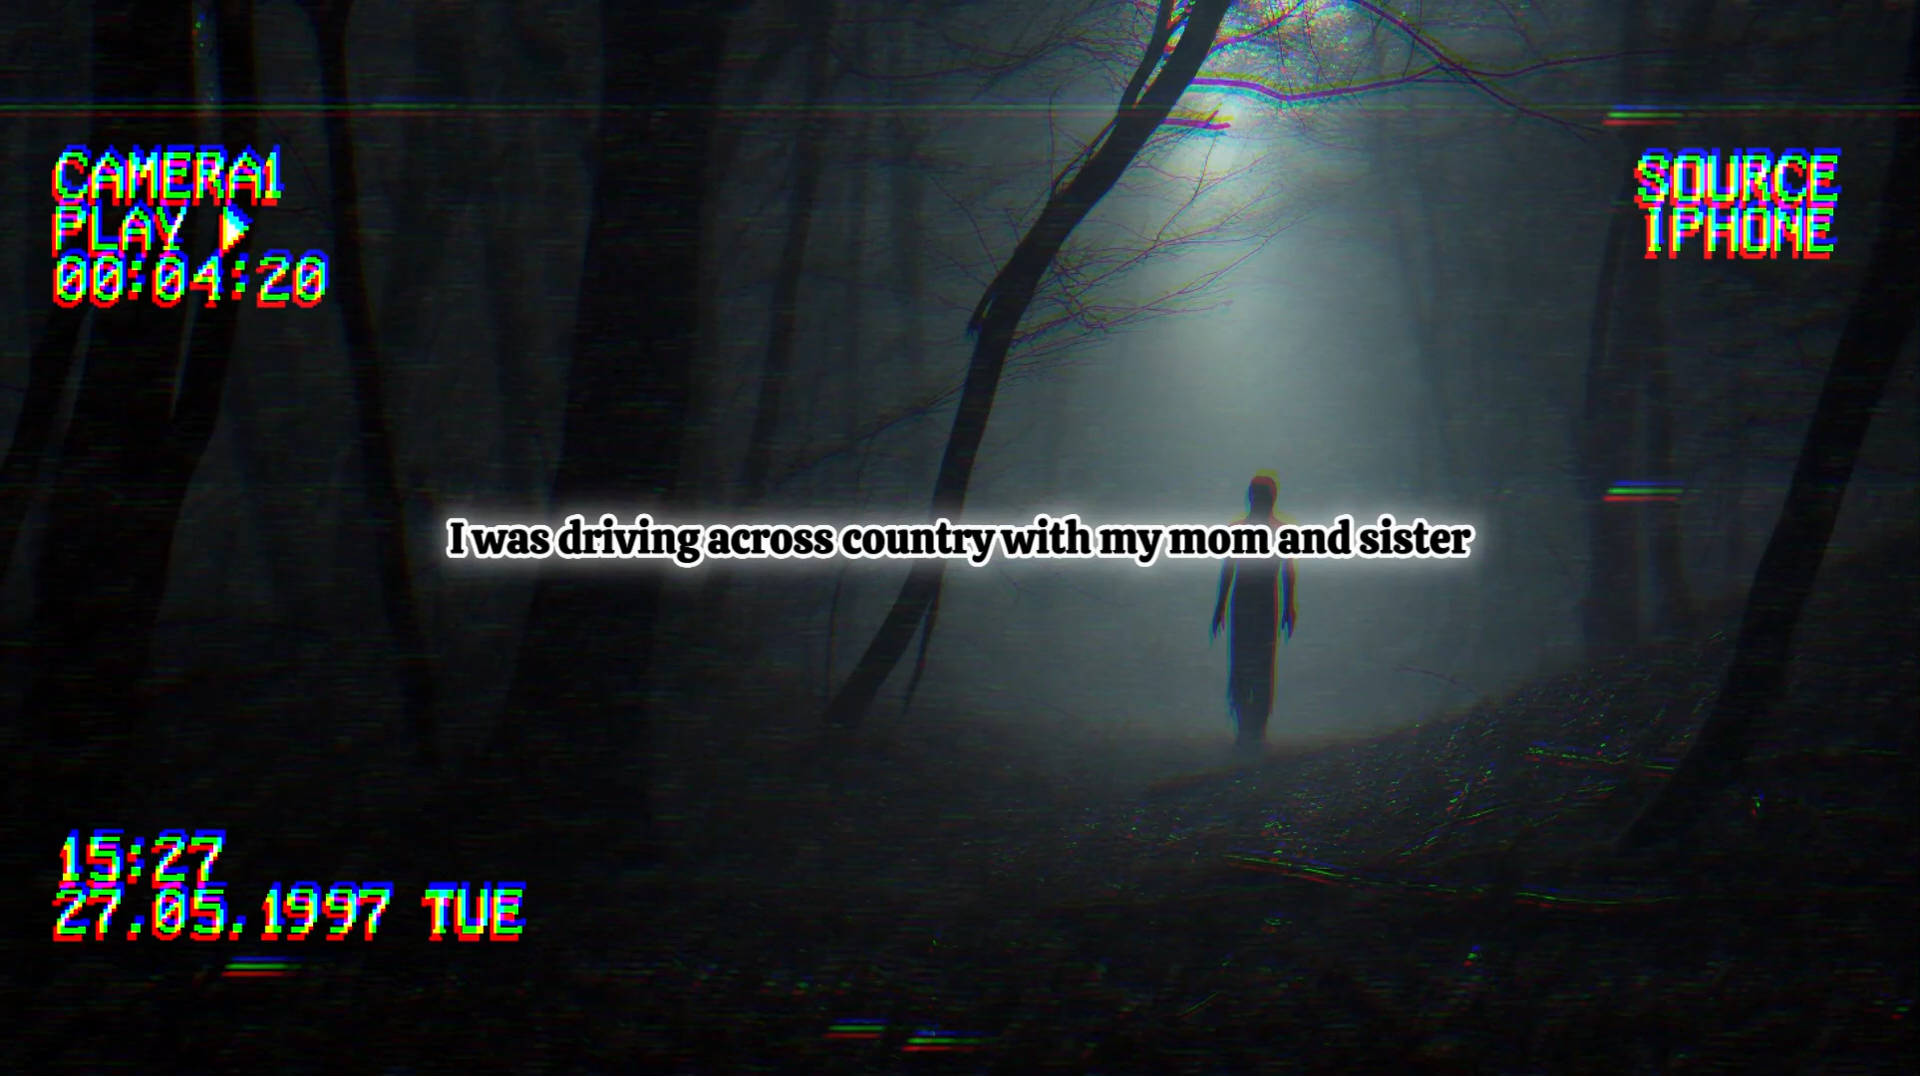 CAMERA1
PLAY ▶
00:04:20
SOURCE
IPHONE
I was driving across country with my mom and sister
15:27
27.05.1997 TUE